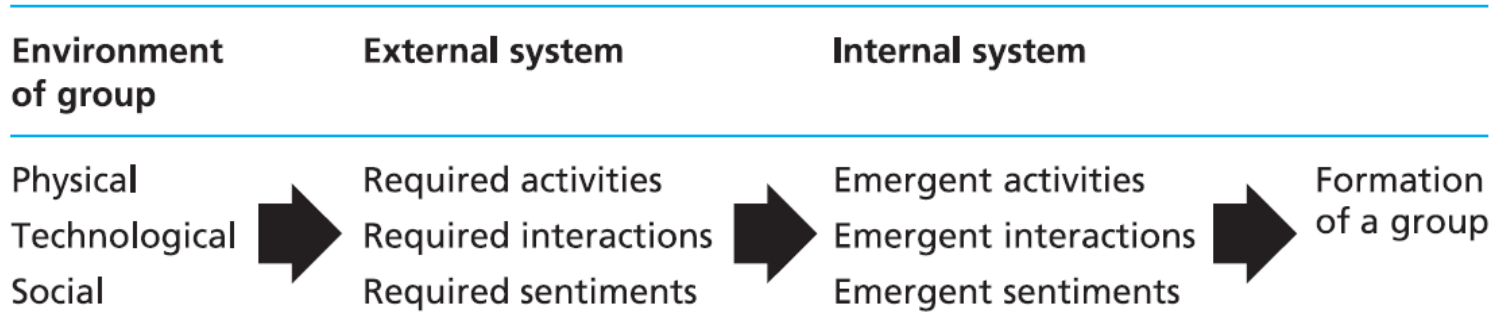 Environment
of group
External system
Internal system
Physical
Technological
Social
Required activities
Required interactions
Required sentiments
Emergent activities
Emergent interactions
Emergent sentiments
Formation
of a group